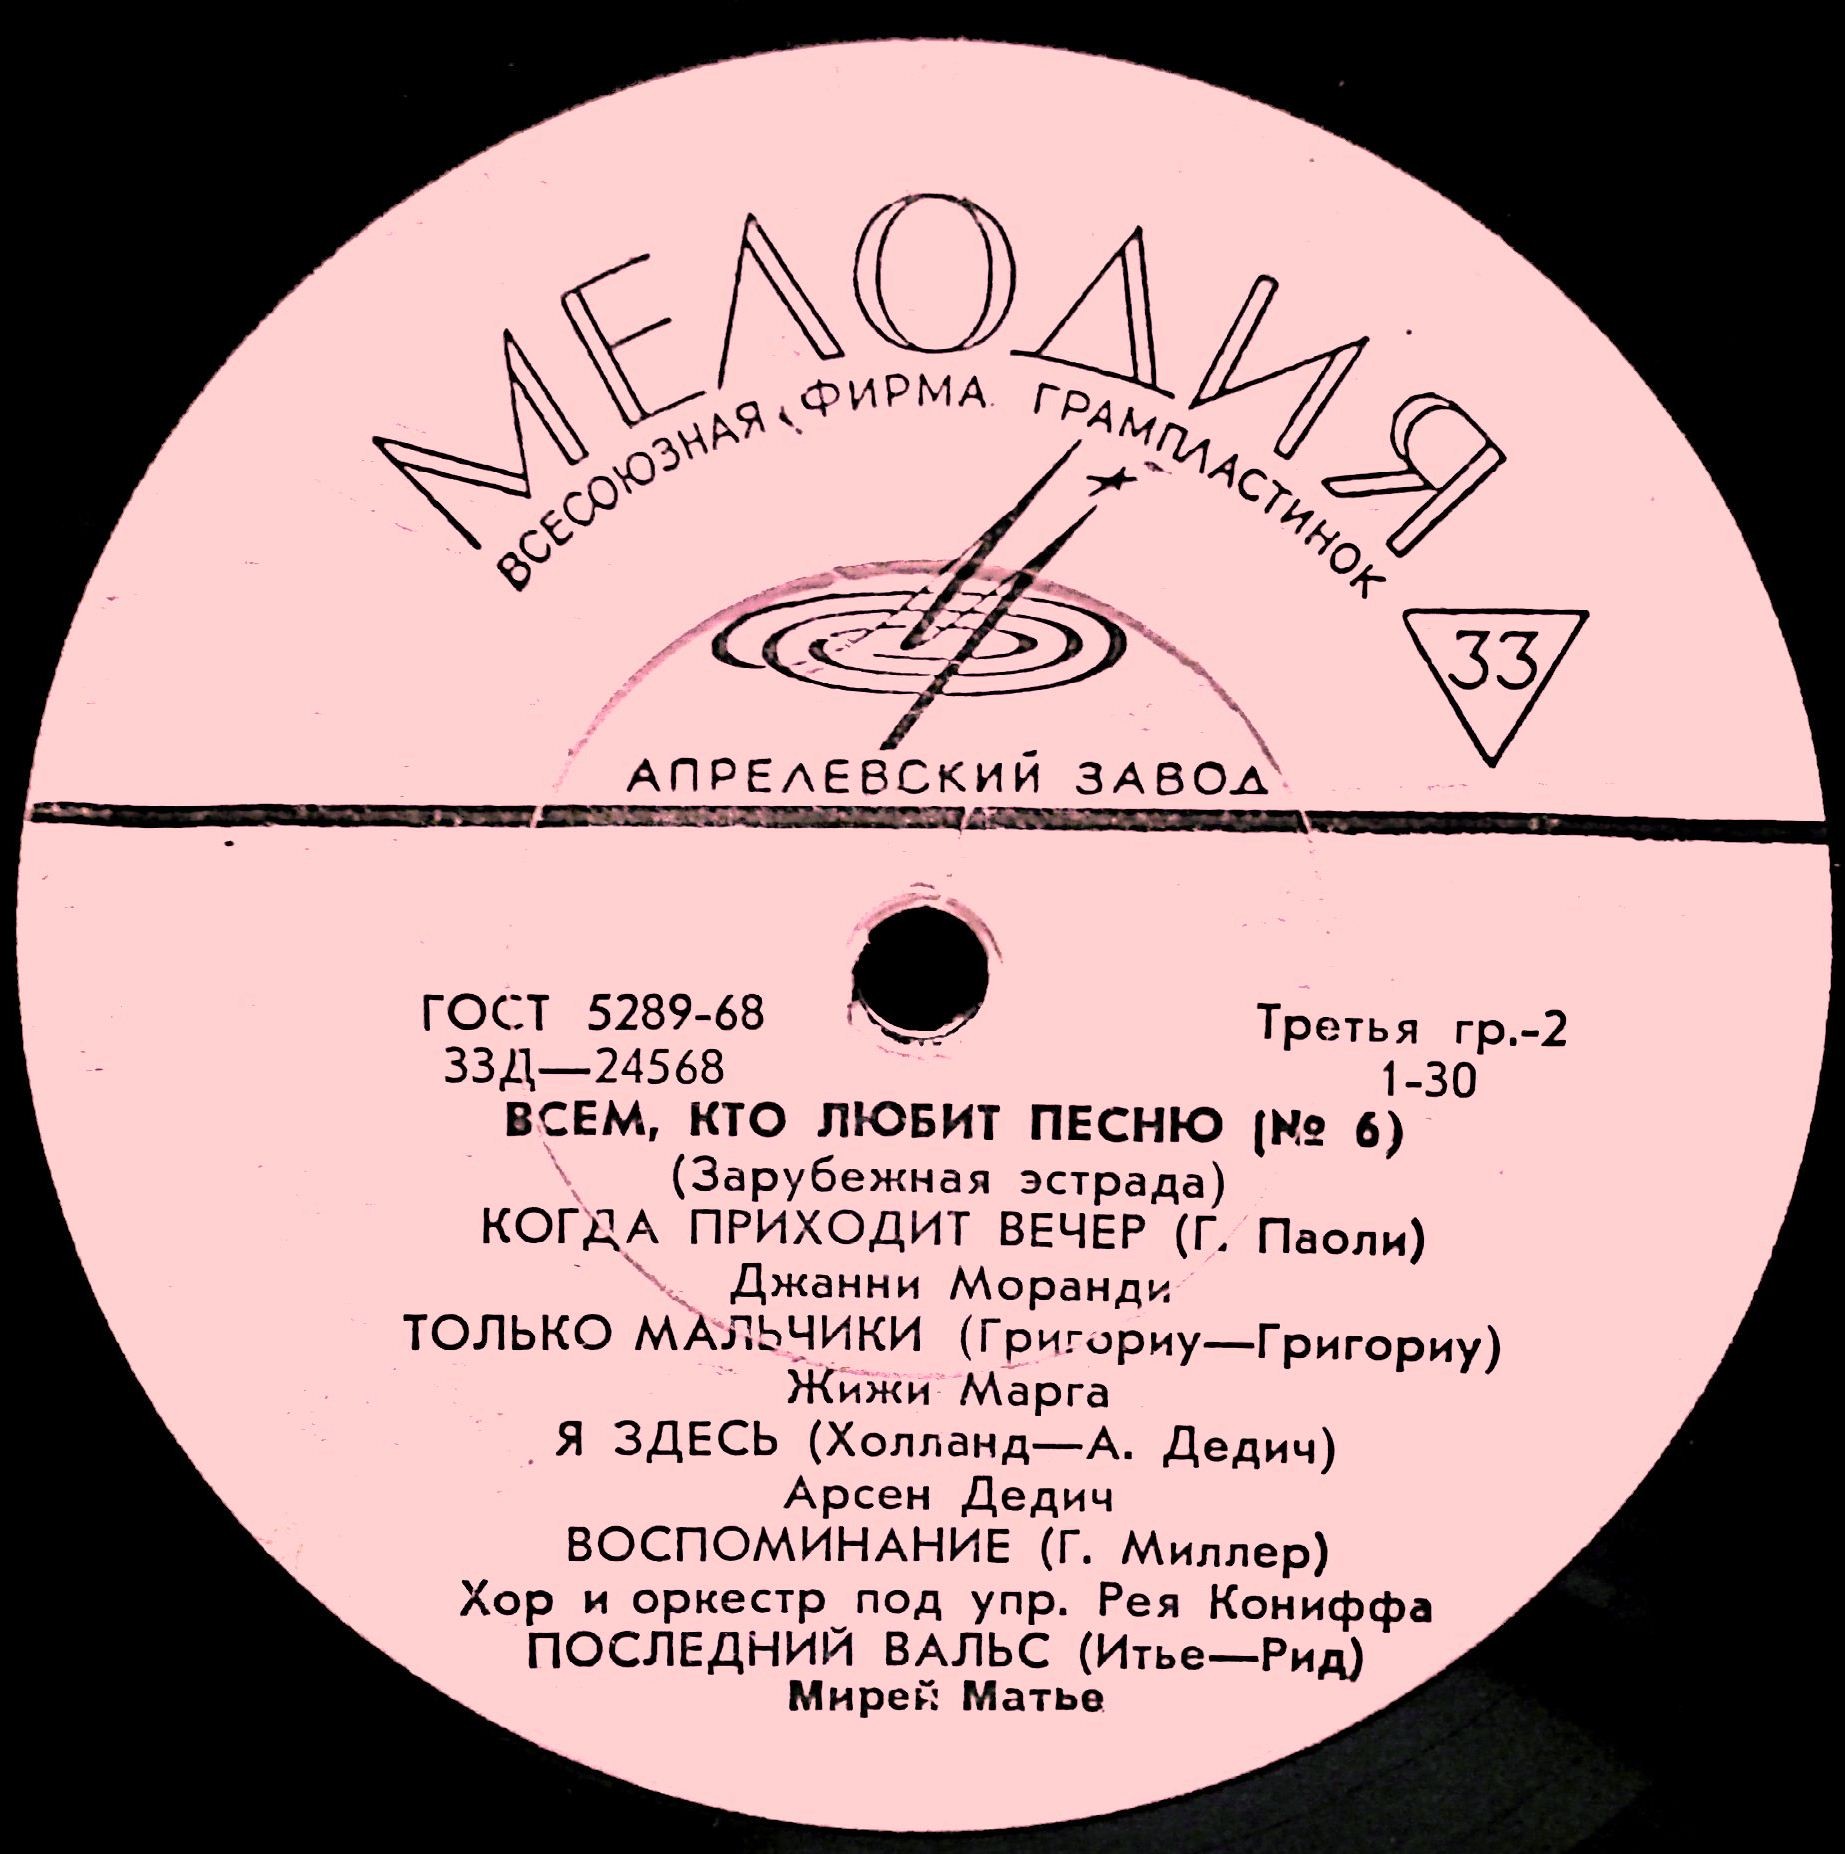 МЕЛОДИЯ
ВСЕСОЮЗНАЯ ФИРМА ГРАМПЛАСТИНОК
33
АПРЕЛЕВСКИЙ ЗАВОД
ГОСТ 5289-68
Третья гр.-2
33Д—24568
1-30
ВСЕМ, КТО ЛЮБИТ ПЕСНЮ (№ 6)
(Зарубежная эстрада)
КОГДА ПРИХОДИТ ВЕЧЕР (Г. Паоли)
Джанни Моранди
ТОЛЬКО МАЛЬЧИКИ (Григориу—Григориу)
Жижи Марга
Я ЗДЕСЬ (Холланд—А. Дедич)
Арсен Дедич
ВОСПОМИНАНИЕ (Г. Миллер)
Хор и оркестр под упр. Рея Кониффа
ПОСЛЕДНИЙ ВАЛЬС (Итье—Рид)
Мирей Матье